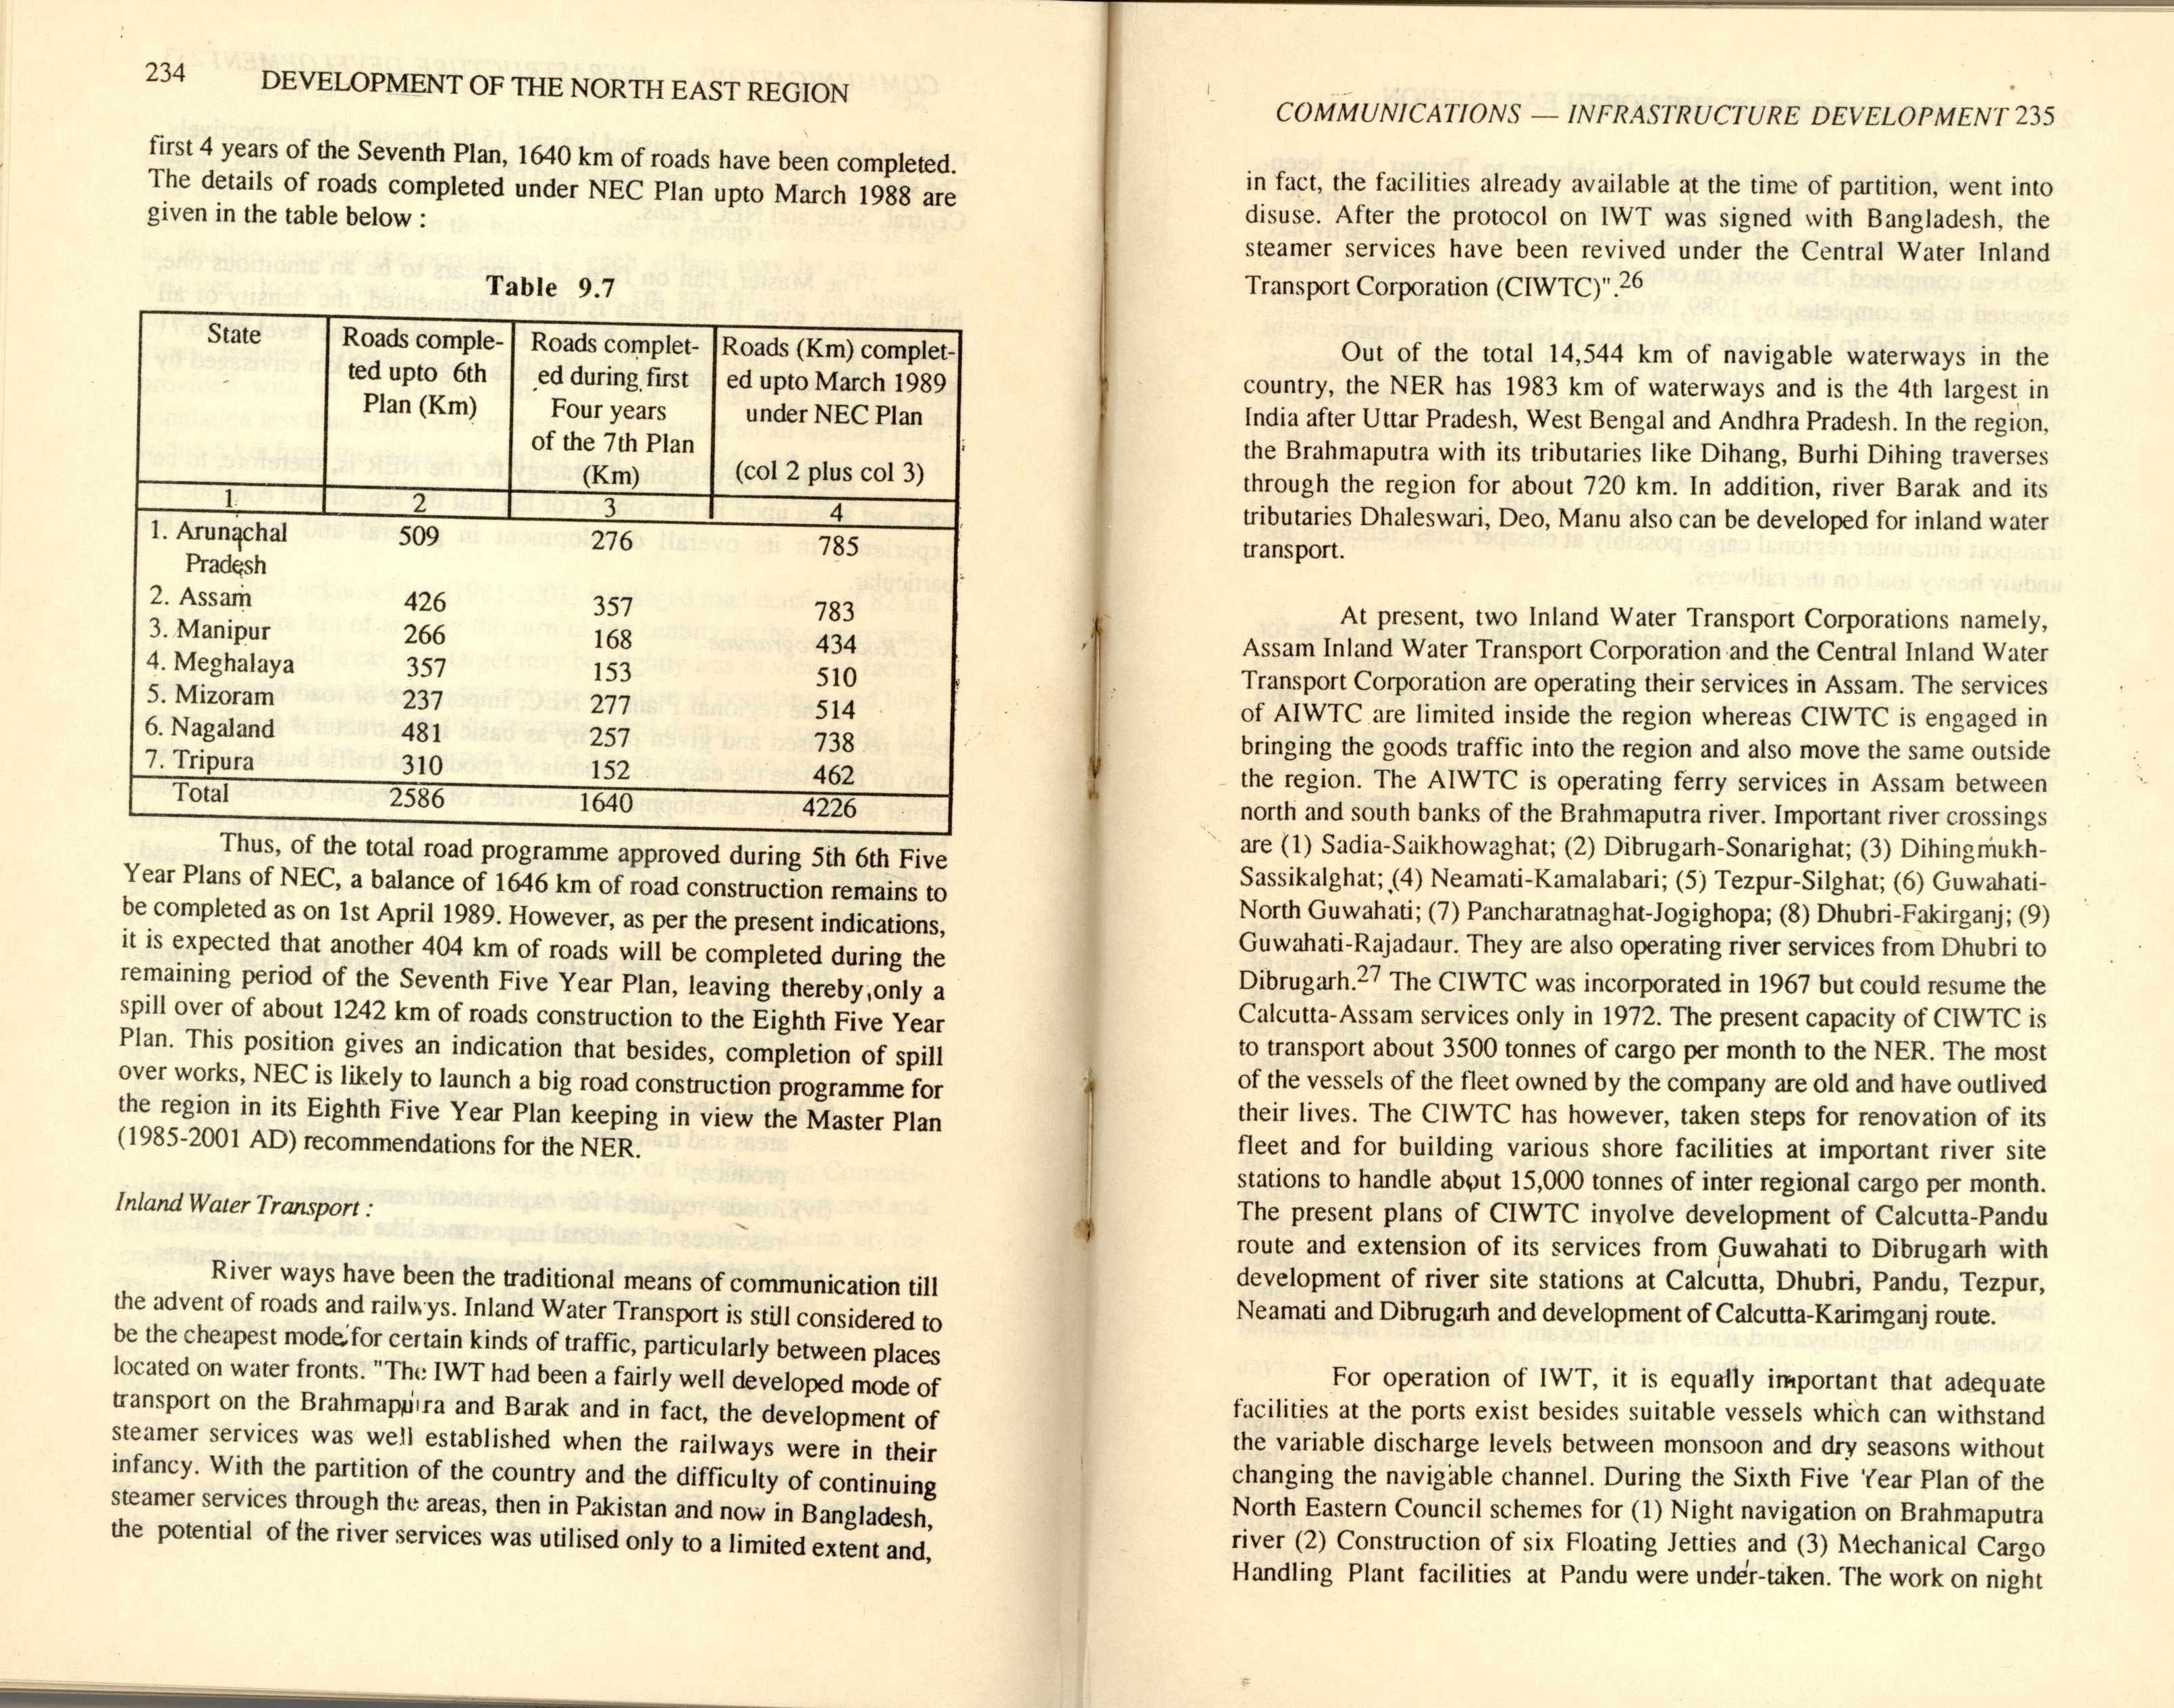 234 DEVELOPMENT OF THE NORTH EAST REGION
first 4 years of the Seventh Plan, 1640 km of roads have been completed.
The details of roads completed under NEC Plan upto March 1988 are
given in the table below :
Table 9.7
State | Roads comple- | Roads complet- | Roads (Km) complet-
ted upto 6th | ed during first | ed upto March 1989
Plan (Km) | Four years | under NEC Plan
of the 7th Plan
(Km) | (col 2 plus col 3)
1. | 2 | 3 | 4
1. Arunachal | 509 | 276 | 785
Pradesh
2. Assam | 426 | 357 | 783
3. Manipur | 266 | 168 | 434
4. Meghalaya | 357 | 153 | 510
5. Mizoram | 237 | 277 | 514
6. Nagaland | 481 | 257 | 738
7. Tripura | 310 | 152 | 462
Total | 2586 | 1640 | 4226
Thus, of the total road programme approved during 5th 6th Five
Year Plans of NEC, a balance of 1646 km of road construction remains to
be completed as on 1st April 1989. However, as per the present indications,
it is expected that another 404 km of roads will be completed during the
remaining period of the Seventh Five Year Plan, leaving thereby,only a
spill over of about 1242 km of roads construction to the Eighth Five Year
Plan. This position gives an indication that besides, completion of spill
over works, NEC is likely to launch a big road construction programme for
the region in its Eighth Five Year Plan keeping in view the Master Plan
(1985-2001 AD) recommendations for the NER.
Inland Water Transport :
River ways have been the traditional means of communication till
the advent of roads and railwys. Inland Water Transport is still considered to
be the cheapest mode for certain kinds of traffic, particularly between places
located on water fronts. "The IWT had been a fairly well developed mode of
transport on the Brahmaputra and Barak and in fact, the development of
steamer services was well established when the railways were in their
infancy. With the partition of the country and the difficulty of continuing
steamer services through the areas, then in Pakistan and now in Bangladesh,
the potential of the river services was utilised only to a limited extent and,
COMMUNICATIONS — INFRASTRUCTURE DEVELOPMENT 235
in fact, the facilities already available at the time of partition, went into
disuse. After the protocol on IWT was signed with Bangladesh, the
steamer services have been revived under the Central Water Inland
Transport Corporation (CIWTC)".26
Out of the total 14,544 km of navigable waterways in the
country, the NER has 1983 km of waterways and is the 4th largest in
India after Uttar Pradesh, West Bengal and Andhra Pradesh. In the region,
the Brahmaputra with its tributaries like Dihang, Burhi Dihing traverses
through the region for about 720 km. In addition, river Barak and its
tributaries Dhaleswari, Deo, Manu also can be developed for inland water
transport.
At present, two Inland Water Transport Corporations namely,
Assam Inland Water Transport Corporation and the Central Inland Water
Transport Corporation are operating their services in Assam. The services
of AIWTC are limited inside the region whereas CIWTC is engaged in
bringing the goods traffic into the region and also move the same outside
the region. The AIWTC is operating ferry services in Assam between
north and south banks of the Brahmaputra river. Important river crossings
are (1) Sadia-Saikhowaghat; (2) Dibrugarh-Sonarighat; (3) Dihingmukh-
Sassikalghat; (4) Neamati-Kamalabari; (5) Tezpur-Silghat; (6) Guwahati-
North Guwahati; (7) Pancharatnaghat-Jogighopa; (8) Dhubri-Fakirganj; (9)
Guwahati-Rajadaur. They are also operating river services from Dhubri to
Dibrugarh.27 The CIWTC was incorporated in 1967 but could resume the
Calcutta-Assam services only in 1972. The present capacity of CIWTC is
to transport about 3500 tonnes of cargo per month to the NER. The most
of the vessels of the fleet owned by the company are old and have outlived
their lives. The CIWTC has however, taken steps for renovation of its
fleet and for building various shore facilities at important river site
stations to handle about 15,000 tonnes of inter regional cargo per month.
The present plans of CIWTC involve development of Calcutta-Pandu
route and extension of its services from Guwahati to Dibrugarh with
development of river site stations at Calcutta, Dhubri, Pandu, Tezpur,
Neamati and Dibrugarh and development of Calcutta-Karimganj route.
For operation of IWT, it is equally important that adequate
facilities at the ports exist besides suitable vessels which can withstand
the variable discharge levels between monsoon and dry seasons without
changing the navigable channel. During the Sixth Five Year Plan of the
North Eastern Council schemes for (1) Night navigation on Brahmaputra
river (2) Construction of six Floating Jetties and (3) Mechanical Cargo
Handling Plant facilities at Pandu were under-taken. The work on night